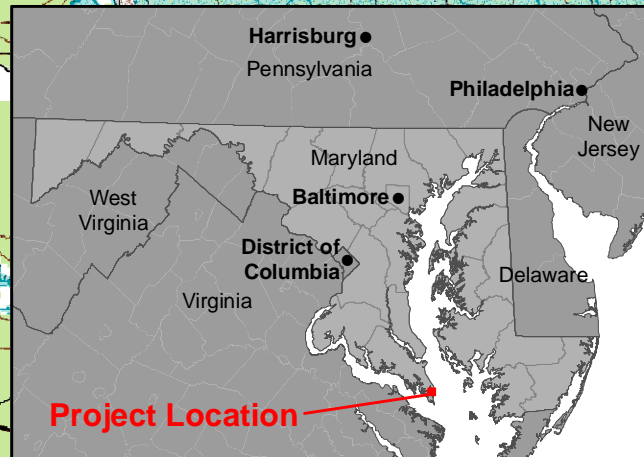 Harrisburg
Pennsylvania
Philadelphia
New
Jersey
Maryland
West
Virginia
Baltimore
District of
Columbia
Delaware
Virginia
Project Location